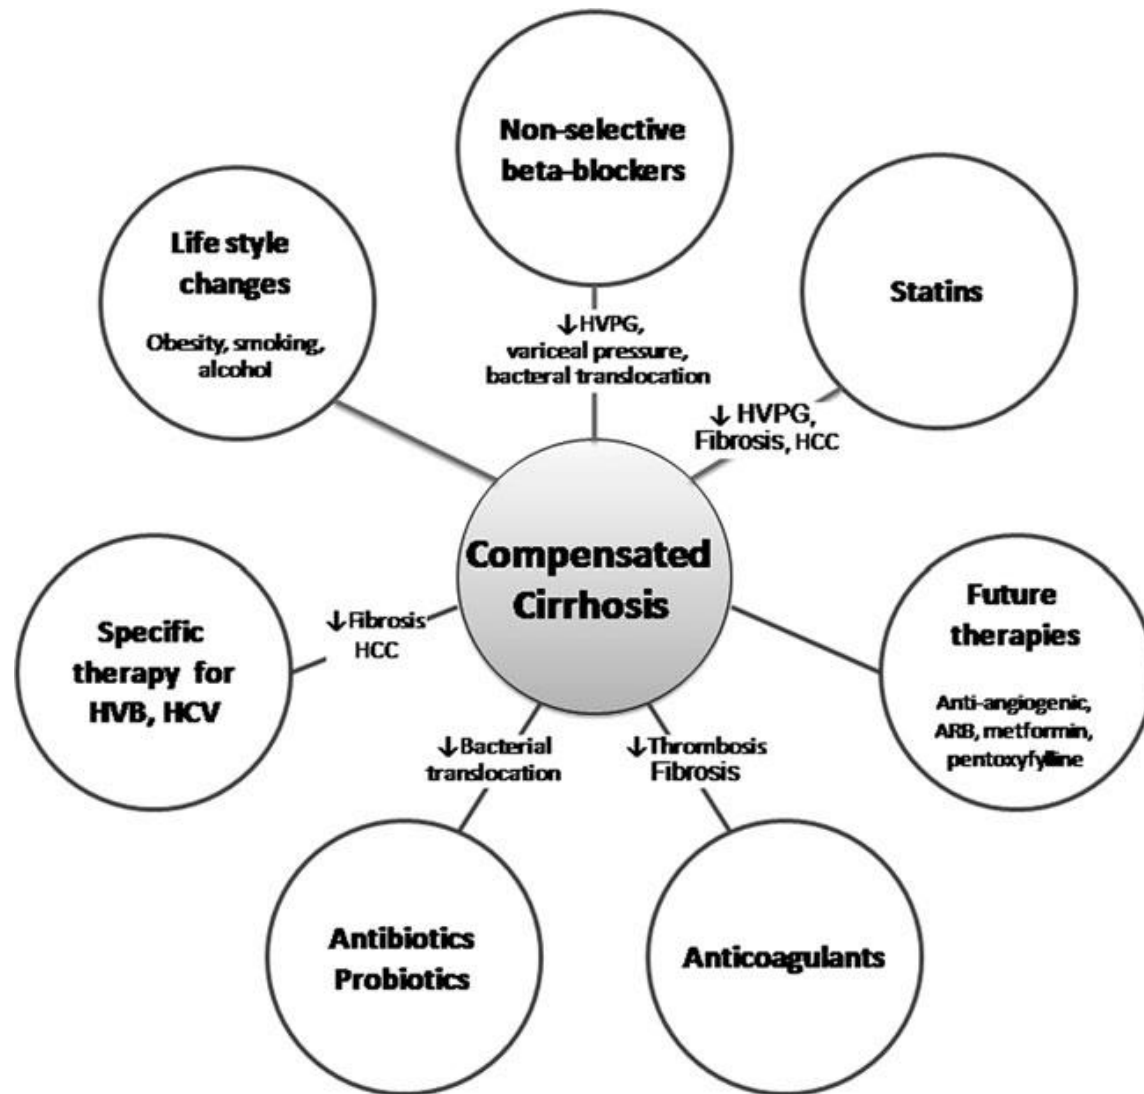 Non-selective
beta-blockers
Life style
changes
Obesity, smoking,
alcohol
Statins
↓HVPG,
variceal pressure,
bacteral translocation
↓ HVPG,
Fibrosis, HCC
Compensated
Cirrhosis
Future
therapies
Anti-angiogenic,
ARB, metformin,
pentoxyfylline
Specific
therapy for
HVB, HCV
↓Fibrosis
HCC
↓Bacterial
translocation
↓Thrombosis
Fibrosis
Antibiotics
Probiotics
Anticoagulants